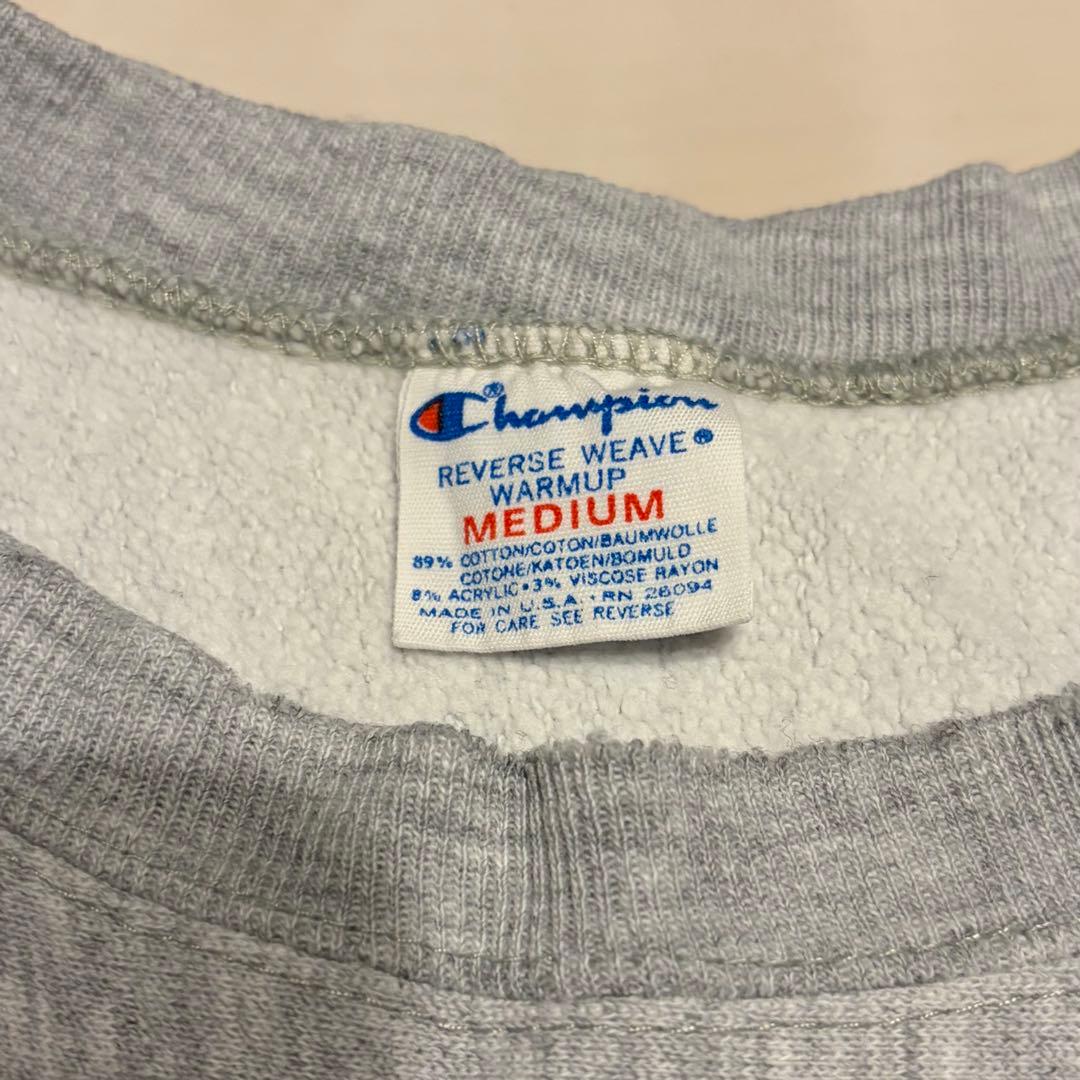 Champion®
REVERSE WEAVE®
WARMUP
MEDIUM
89% COTTON/COTON/BAUMWOLLE
COTONE/KATOEN/BOMULD
8% ACRYLIC•3% VISCOSE RAYON
MADE IN U.S.A•RN 26094
FOR CARE SEE REVERSE